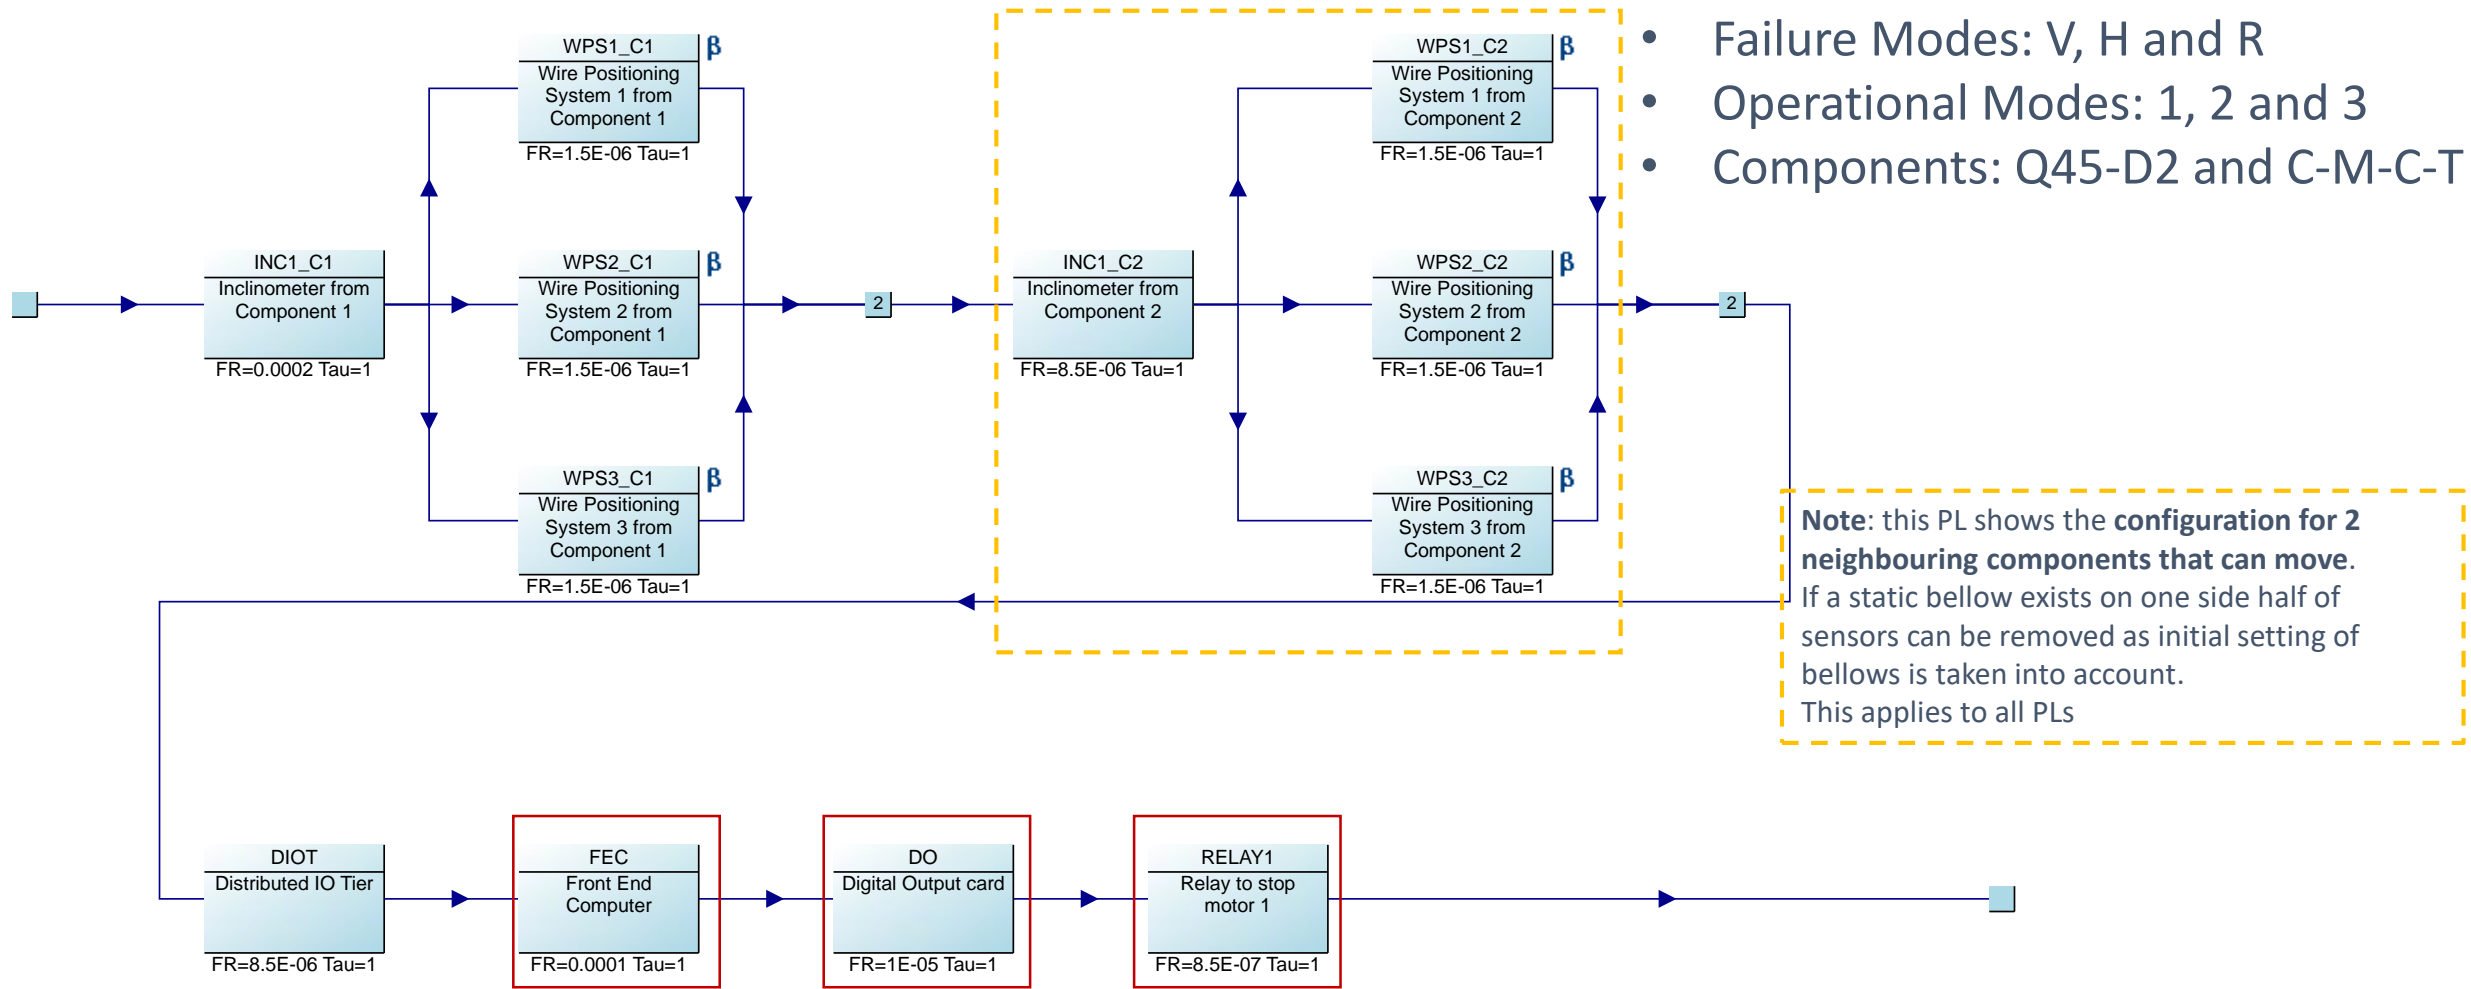 WPS1_C1 β
Wire Positioning
System 1 from
Component 1
FR=1.5E-06 Tau=1
WPS1_C2 β
Wire Positioning
System 1 from
Component 2
FR=1.5E-06 Tau=1
• Failure Modes: V, H and R
• Operational Modes: 1, 2 and 3
• Components: Q45-D2 and C-M-C-T
INC1_C1
Inclinometer from
Component 1
FR=0.0002 Tau=1
WPS2_C1 β
Wire Positioning
System 2 from
Component 1
FR=1.5E-06 Tau=1
2
INC1_C2
Inclinometer from
Component 2
FR=8.5E-06 Tau=1
WPS2_C2 β
Wire Positioning
System 2 from
Component 2
FR=1.5E-06 Tau=1
2
WPS3_C1 β
Wire Positioning
System 3 from
Component 1
FR=1.5E-06 Tau=1
WPS3_C2 β
Wire Positioning
System 3 from
Component 2
FR=1.5E-06 Tau=1
Note: this PL shows the configuration for 2
neighbouring components that can move.
If a static bellow exists on one side half of
sensors can be removed as initial setting of
bellows is taken into account.
This applies to all PLs
DIOT
Distributed IO Tier
FR=8.5E-06 Tau=1
FEC
Front End
Computer
FR=0.0001 Tau=1
DO
Digital Output card
FR=1E-05 Tau=1
RELAY1
Relay to stop
motor 1
FR=8.5E-07 Tau=1